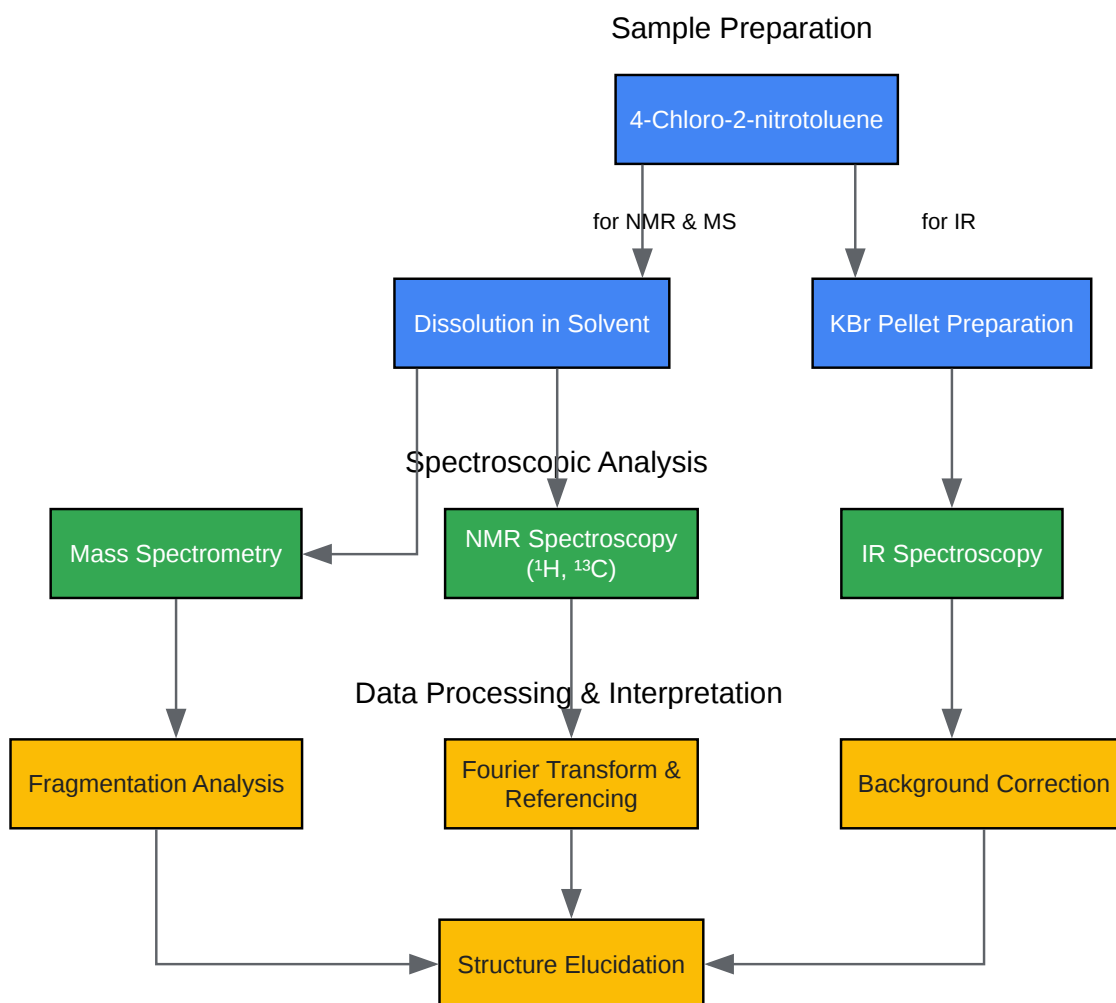 Sample Preparation
4-Chloro-2-nitrotoluene
for NMR & MS
for IR
Dissolution in Solvent
KBr Pellet Preparation
Spectroscopic Analysis
Mass Spectrometry
NMR Spectroscopy
(¹H, ¹³C)
IR Spectroscopy
Data Processing & Interpretation
Fragmentation Analysis
Fourier Transform &
Referencing
Background Correction
Structure Elucidation